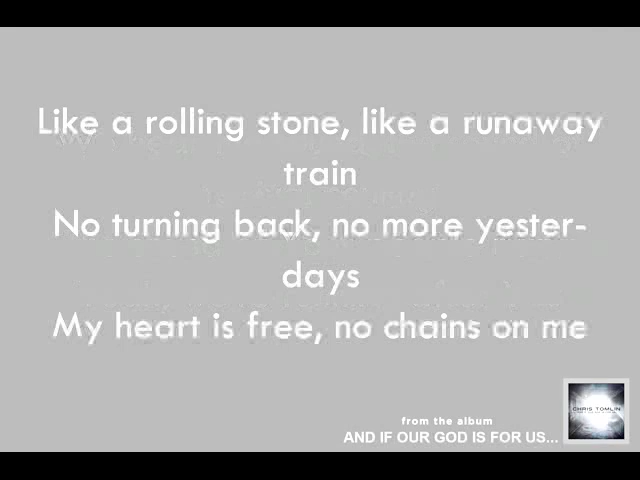 Like a rolling stone, like a runaway
train
No turning back, no more yester-
days
My heart is free, no chains on me
from the album
AND IF OUR GOD IS FOR US...
CHRIS TOMLIN